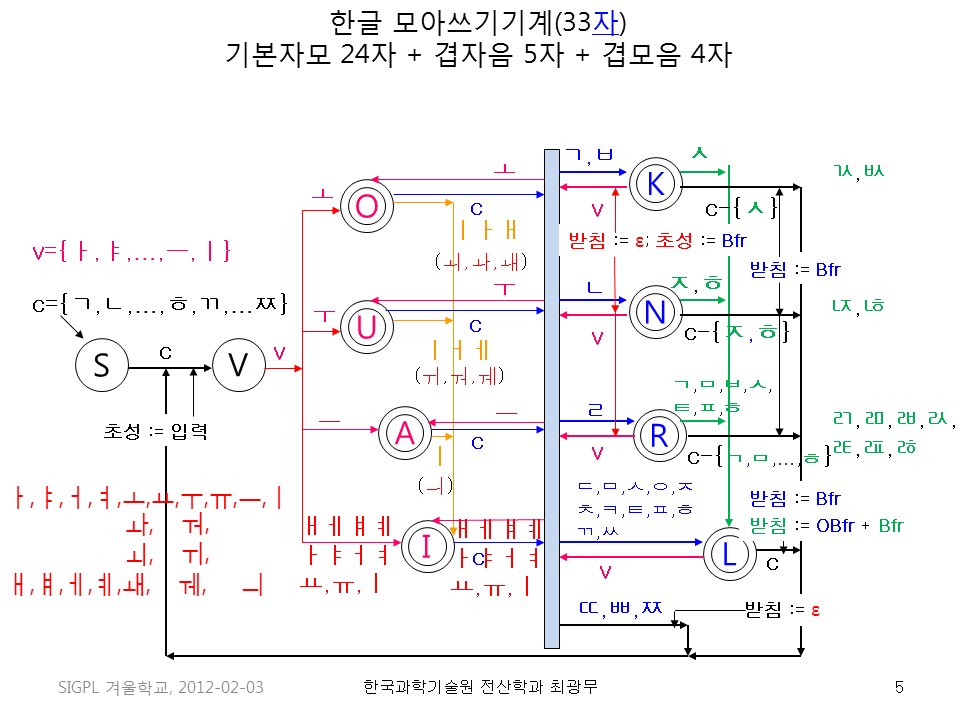 한글 모아쓰기기계(33자)
기본자모 24자 + 겹자음 5자 + 겹모음 4자
ㄱ,ㅂ
ㅅ
ㄳ,ㅄ
ㅗ
K
ㅗ
O
C
V
C-{ㅅ}
V={ㅏ,ㅑ,...,ㅡ,ㅣ}
ㅣㅏㅐ
(ㅚ,ㅘ,ㅙ)
받침 := ε; 초성 := Bfr
받침 := Bfr
C={ㄱ,ㄴ,...,ㅎ,ㄲ,...ㅉ}
ㅜ
ㄴ
ㅈ,ㅎ
ㄵ,ㄶ
ㅜ
U
C
V
N
C-{ㅈ,ㅎ}
S
C
V
V
ㅣㅓㅔ
(ㅟ,ㅝ,ㅞ)
ㄱ,ㅁ,ㅂ,ㅅ,
ㅌ,ㅍ,ㅎ
초성 := 입력
ㅡ
A
ㅡ
C
ㄹ
V
R
C-{ㄱ,ㅁ,...,ㅎ}
ㄺ,ㄻ,ㄼ,ㄽ,
ㄾ,ㄿ,ㅀ
ㅣ
(ㅢ)
ㅏ,ㅑ,ㅓ,ㅕ,ㅗ,ㅛ,ㅜ,ㅠ,ㅡ,ㅣ
ㅘ, ㅝ,
ㅚ, ㅟ,
ㅐ,ㅒ,ㅔ,ㅖ,ㅙ, ㅞ, ㅢ
ㅐㅔㅒㅖ
ㅏㅑㅓㅕ
ㅛ,ㅠ,ㅣ
I
ㅐㅔㅒㅖ
ㅏㅑㅓㅕ
C
ㅛ,ㅠ,ㅣ
ㄷ,ㅁ,ㅅ,ㅇ,ㅈ
ㅊ,ㅋ,ㅌ,ㅍ,ㅎ
ㄲ,ㅆ
받침 := Bfr
받침 := OBfr + Bfr
L
C
V
ㄸ,ㅃ,ㅉ
받침 := ε
SIGPL 겨울학교, 2012-02-03
한국과학기술원 전산학과 최광무
5